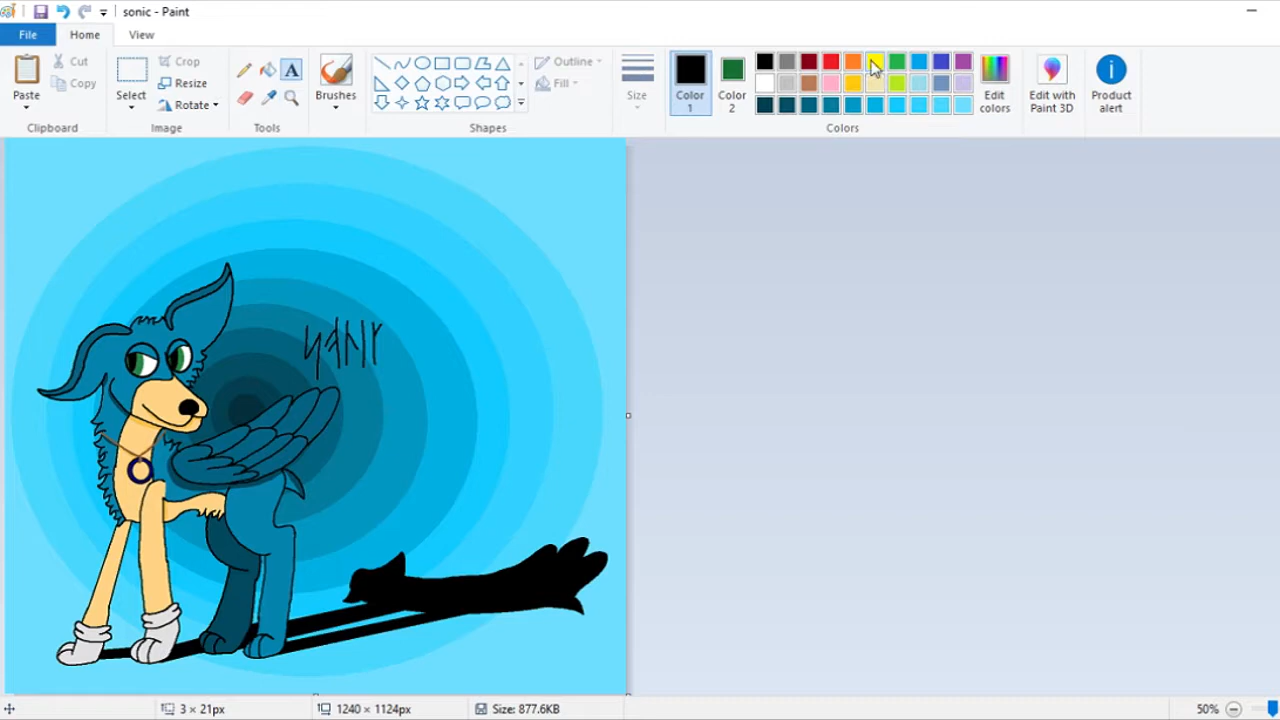 sonic - Paint
File Home View
Paste Cut Copy Clipboard
Select Crop Resize Rotate Image
A Tools
Brushes
Outline Fill Shapes
Size
Color 1 Color 2 Edit colors Colors
Edit with Paint 3D
Product alert
3 × 21px 1240 × 1124px Size: 877.6KB 50%